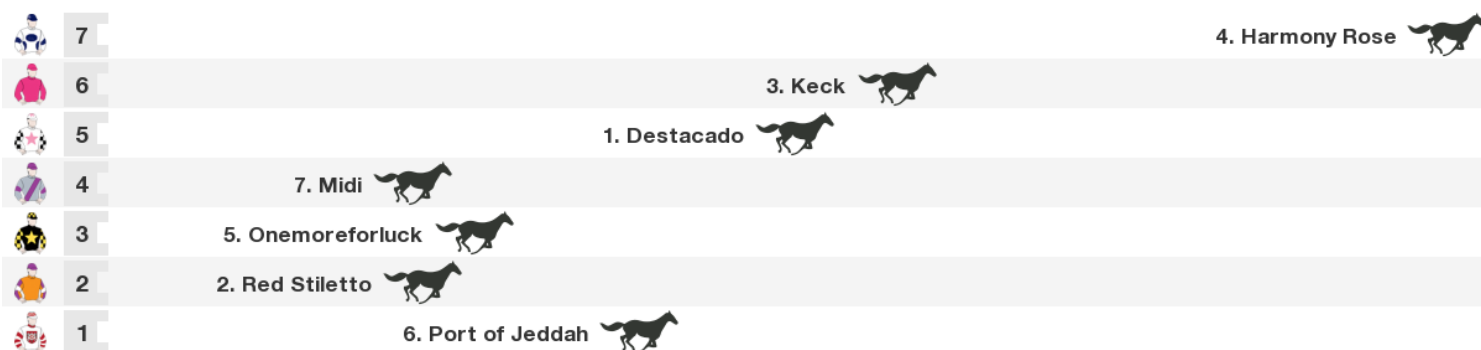 7 4. Harmony Rose
6 3. Keck
5 1. Destacado
4 7. Midi
3 5. Onemoreforluck
2 2. Red Stiletto
1 6. Port of Jeddah